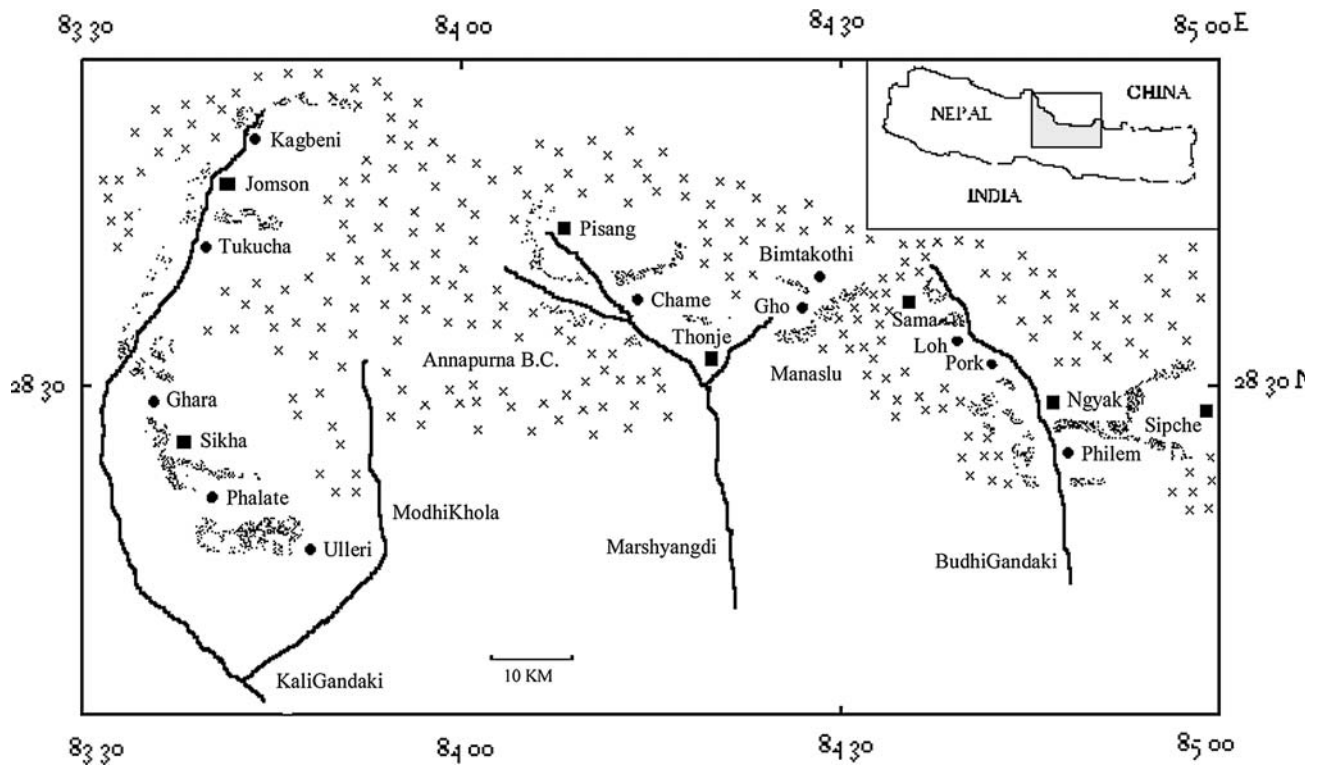 83 30
84 00
84 30
85 00 E
CHINA
NEPAL
INDIA
Kagbeni
Jomson
Pisang
Tukucha
Bimtakothi
Chame
Gho
Sama
Thonje
Loh
Annapurna B.C.
Pork
Manaslu
28 30
28 30 N
Ghara
Ngyak
Sipche
Sikha
Philem
Phalate
ModhiKhola
Ulleri
Marshyangdi
BudhiGandaki
10 KM
KaliGandaki
83 30
84 00
84 30
85 00